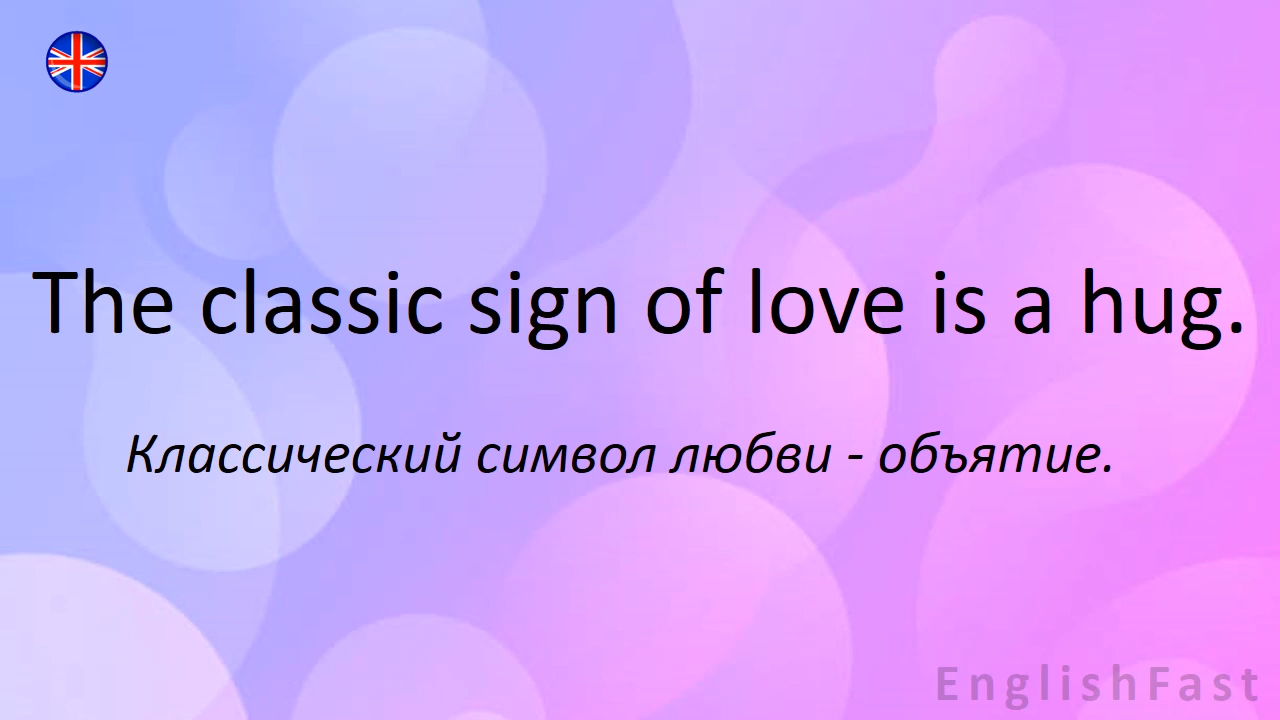 The classic sign of love is a hug.
Классический символ любви - объятие.
EnglishFast